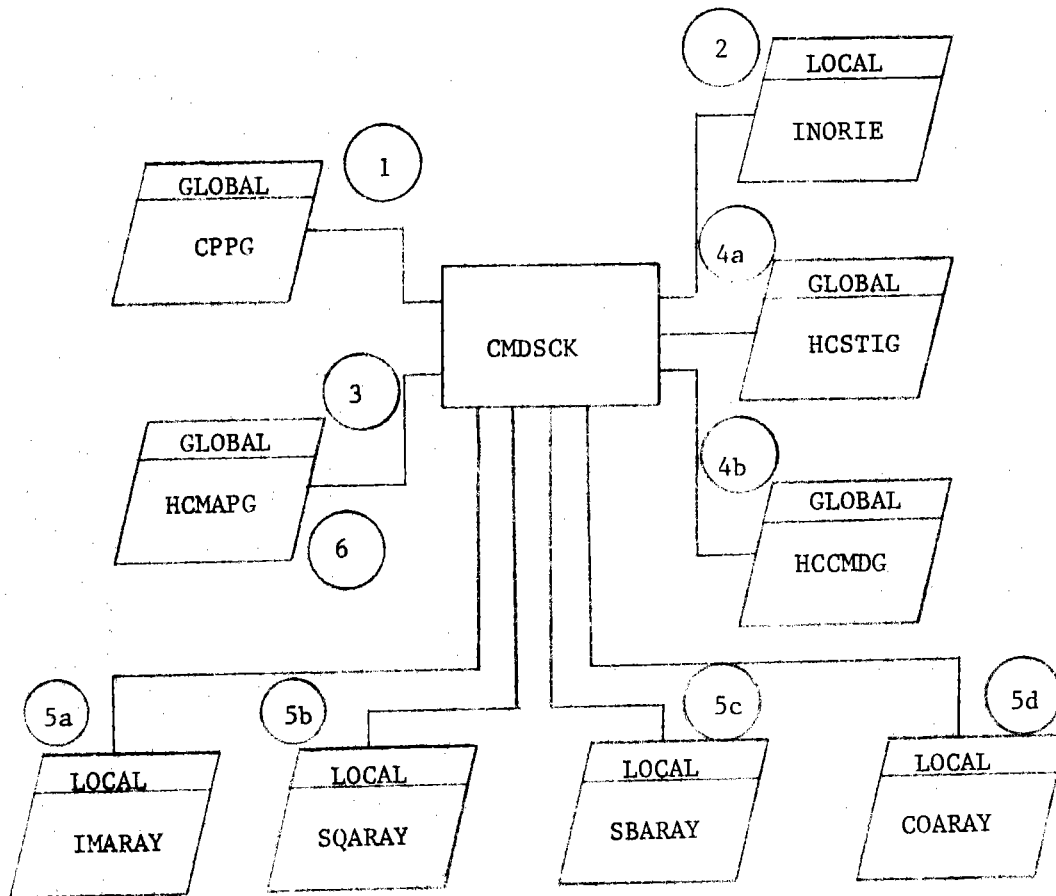 2
LOCAL
INORIE
1
GLOBAL
CPPG
4a
GLOBAL
HCSTIG
CMDSCK
3
GLOBAL
HCMAPG
6
4b
GLOBAL
HCCMDG
5a
LOCAL
IMARAY
5b
LOCAL
SQARAY
5c
LOCAL
SBARAY
5d
LOCAL
COARAY